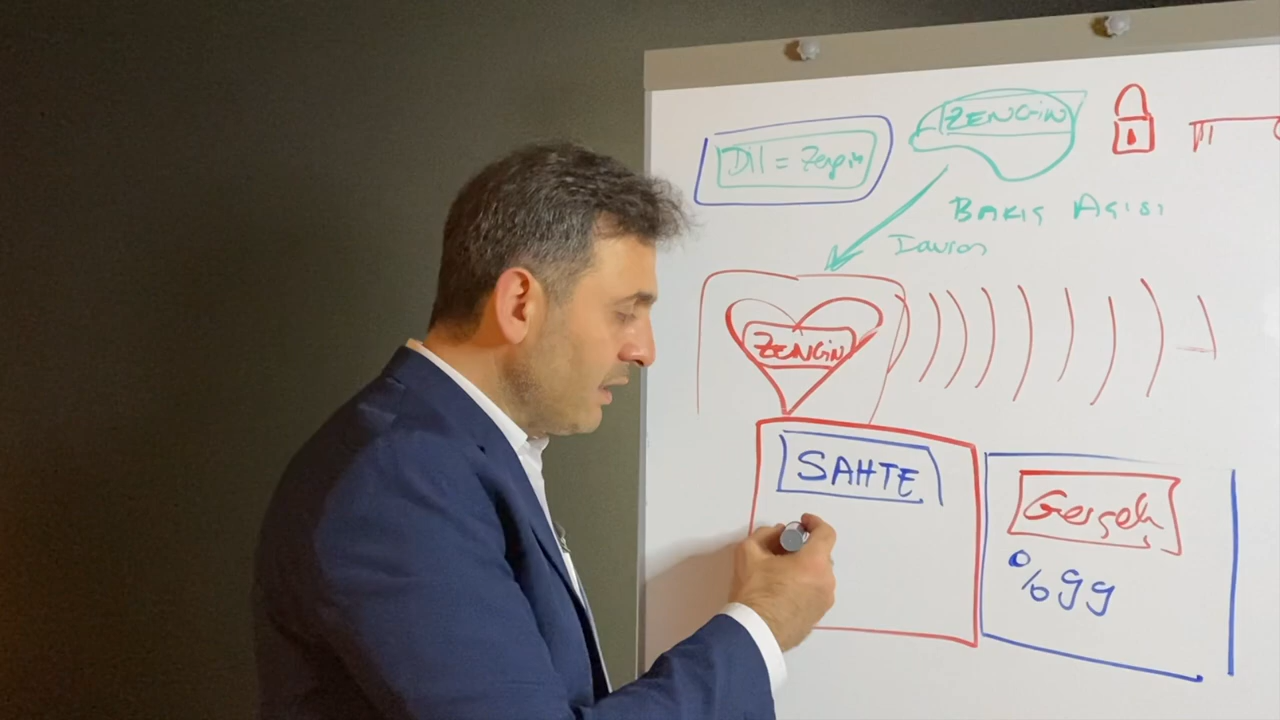 Dil = Zengin
ZENGİN
BAKIŞ AÇISI
ZENGİN
SAHTE
Gerçek
%99